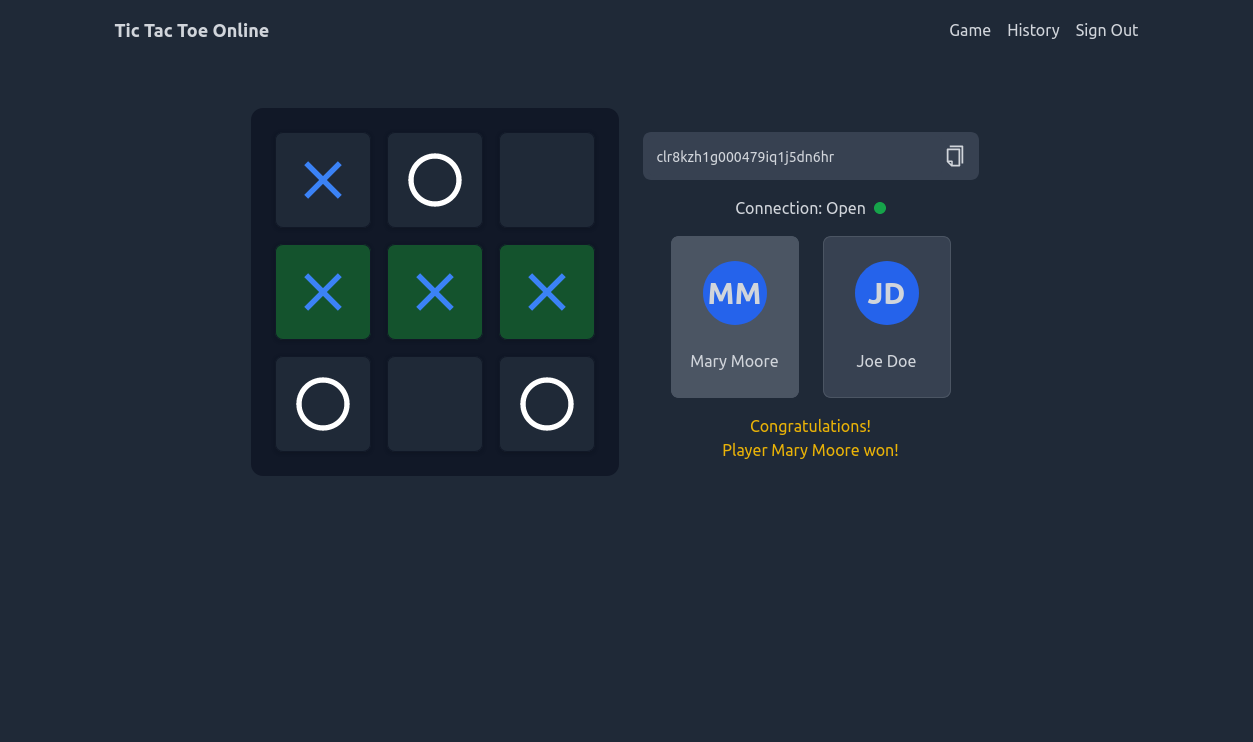 Tic Tac Toe Online
Game History Sign Out
clr8kzh1g000479iq1j5dn6hr
Connection: Open
MM
JD
Mary Moore
Joe Doe
Congratulations!
Player Mary Moore won!